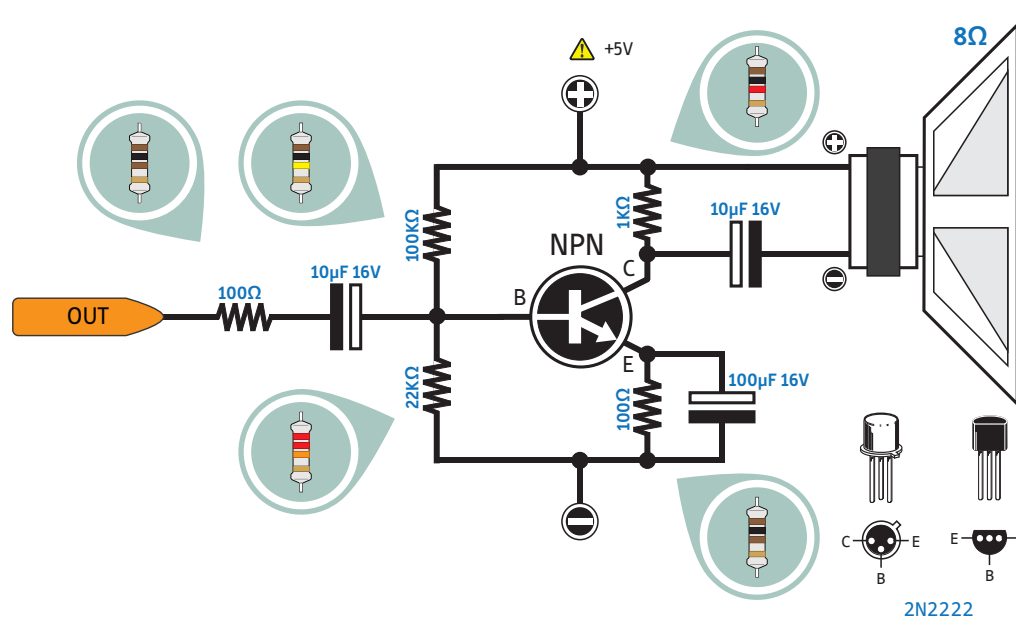 8Ω
+5V
100KΩ
1KΩ
10µF 16V
NPN
C
10µF 16V
B
100Ω
OUT
E
22KΩ
100Ω
100µF 16V
C
E
E
B
B
2N2222